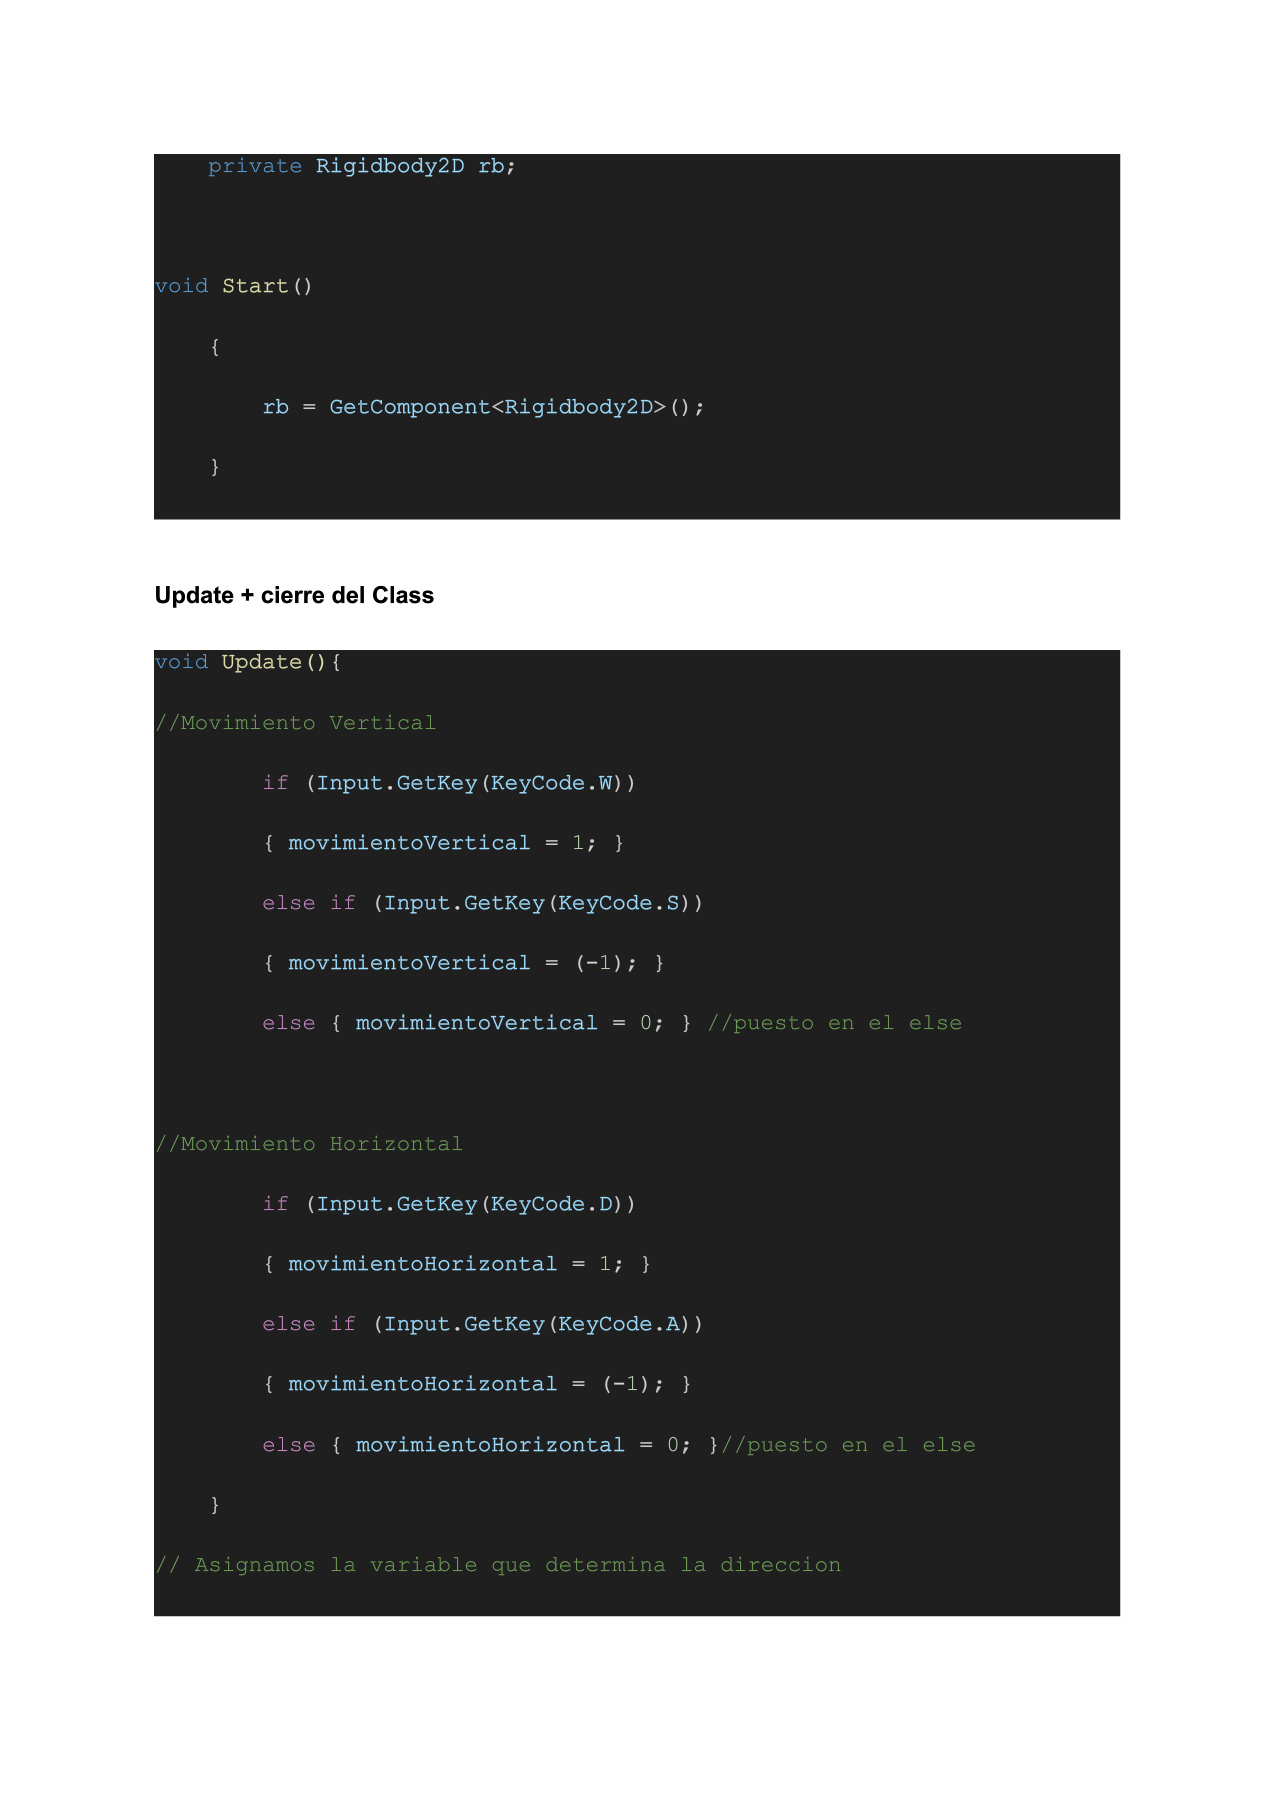 private Rigidbody2D rb;
void Start()
{
rb = GetComponent<Rigidbody2D>();
}
Update + cierre del Class
void Update(){
//Movimiento Vertical
if (Input.GetKey(KeyCode.W))
{ movimientoVertical = 1; }
else if (Input.GetKey(KeyCode.S))
{ movimientoVertical = (-1); }
else { movimientoVertical = 0; } //puesto en el else
//Movimiento Horizontal
if (Input.GetKey(KeyCode.D))
{ movimientoHorizontal = 1; }
else if (Input.GetKey(KeyCode.A))
{ movimientoHorizontal = (-1); }
else { movimientoHorizontal = 0; }//puesto en el else
}
// Asignamos la variable que determina la direccion